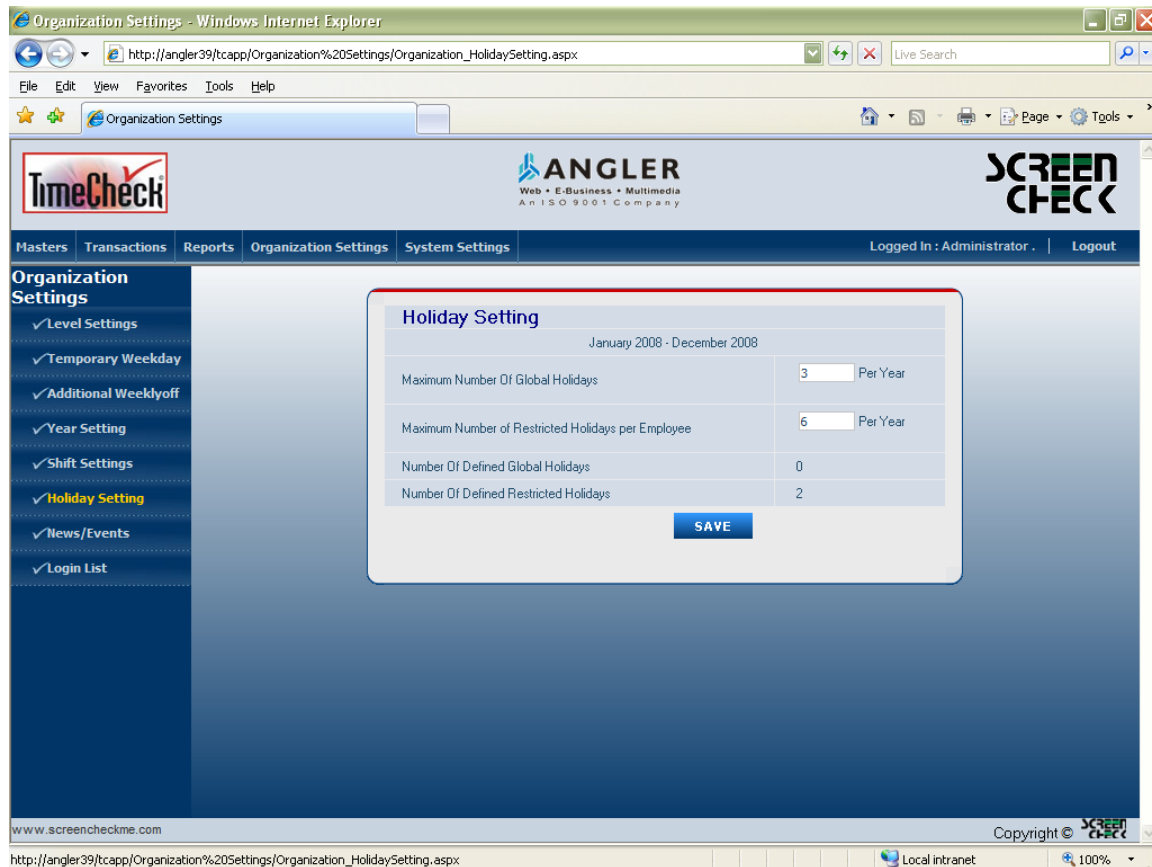 Organization Settings - Windows Internet Explorer
http://angler39/tcapp/Organization%20Settings/Organization_HolidaySetting.aspx
Live Search
File Edit View Favorites Tools Help
Organization Settings
Page Tools
TimeCheck
ANGLER
Web • E-Business • Multimedia
An ISO 9001 Company
SCREEN
CHECK
Masters Transactions Reports Organization Settings System Settings Logged In : Administrator . | Logout
Organization
Settings
Level Settings
Temporary Weekday
Additional Weeklyoff
Year Setting
Shift Settings
Holiday Setting
News/Events
Login List
Holiday Setting
January 2008 - December 2008
Maximum Number Of Global Holidays 3 Per Year
Maximum Number of Restricted Holidays per Employee 6 Per Year
Number Of Defined Global Holidays 0
Number Of Defined Restricted Holidays 2
SAVE
www.screencheckme.com
Copyright © SCREEN CHECK
http://angler39/tcapp/Organization%20Settings/Organization_HolidaySetting.aspx Local intranet 100%